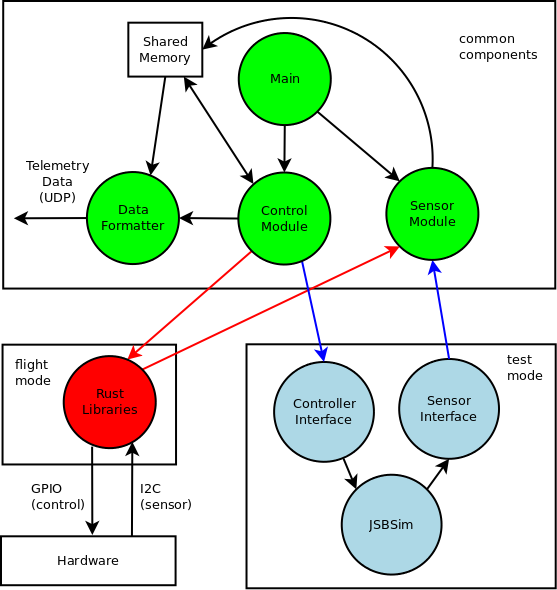 Shared
Memory
Main
common
components
Telemetry
Data
(UDP)
Data
Formatter
Control
Module
Sensor
Module
flight
mode
Rust
Libraries
test
mode
Controller
Interface
Sensor
Interface
GPIO
(control)
I2C
(sensor)
JSBSim
Hardware